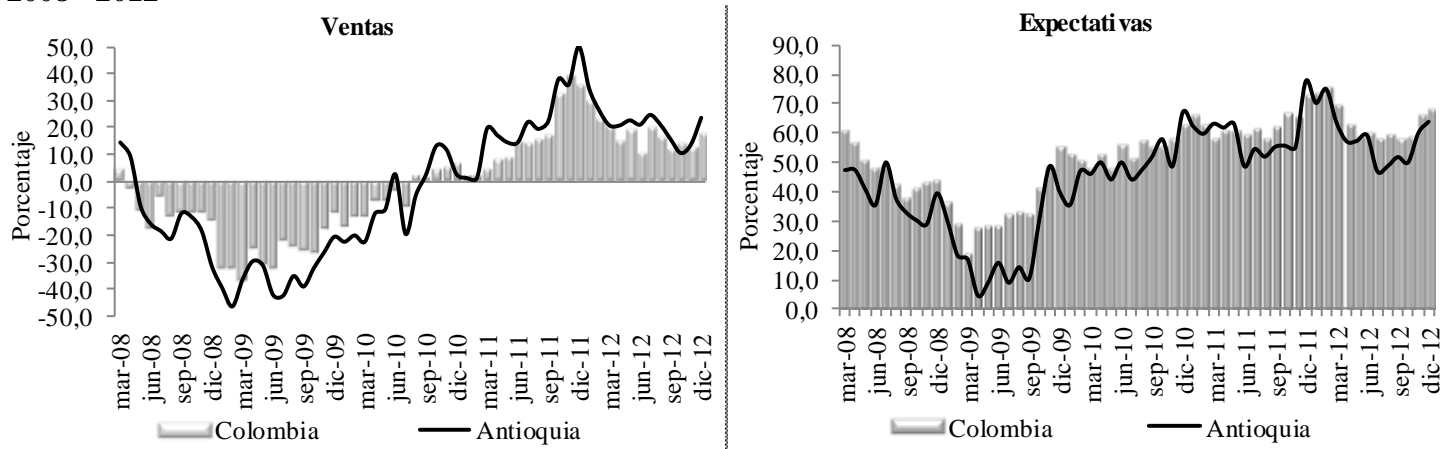 Ventas
Porcentaje
50,0
40,0
30,0
20,0
10,0
0,0
-10,0
-20,0
-30,0
-40,0
-50,0
mar-08
jun-08
sep-08
dic-08
mar-09
jun-09
sep-09
dic-09
mar-10
jun-10
sep-10
dic-10
mar-11
jun-11
sep-11
dic-11
mar-12
jun-12
sep-12
dic-12
Colombia
Antioquia
Expectativas
Porcentaje
90,0
80,0
70,0
60,0
50,0
40,0
30,0
20,0
10,0
0,0
mar-08
jun-08
sep-08
dic-08
mar-09
jun-09
sep-09
dic-09
mar-10
jun-10
sep-10
dic-10
mar-11
jun-11
sep-11
dic-11
mar-12
jun-12
sep-12
dic-12
Colombia
Antioquia